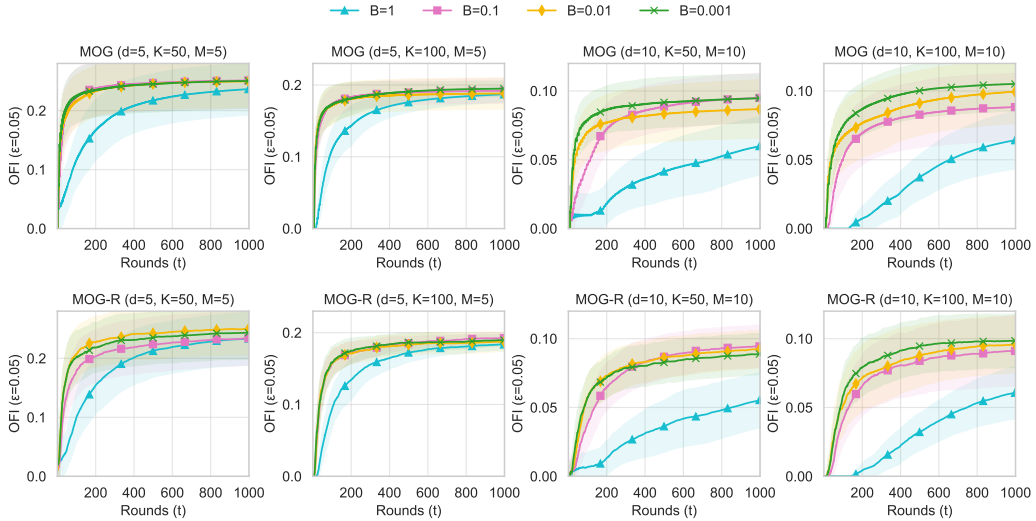 B=1 B=0.1 B=0.01 B=0.001
MOG (d=5, K=50, M=5)
OFI (ε=0.05)
0.2
0.1
0.0
200 400 600 800 1000
Rounds (t)
MOG (d=5, K=100, M=5)
OFI (ε=0.05)
0.2
0.1
0.0
200 400 600 800 1000
Rounds (t)
MOG (d=10, K=50, M=10)
OFI (ε=0.05)
0.10
0.05
0.00
200 400 600 800 1000
Rounds (t)
MOG (d=10, K=100, M=10)
OFI (ε=0.05)
0.10
0.05
0.00
200 400 600 800 1000
Rounds (t)
MOG-R (d=5, K=50, M=5)
OFI (ε=0.05)
0.2
0.1
0.0
200 400 600 800 1000
Rounds (t)
MOG-R (d=5, K=100, M=5)
OFI (ε=0.05)
0.2
0.1
0.0
200 400 600 800 1000
Rounds (t)
MOG-R (d=10, K=50, M=10)
OFI (ε=0.05)
0.10
0.05
0.00
200 400 600 800 1000
Rounds (t)
MOG-R (d=10, K=100, M=10)
OFI (ε=0.05)
0.10
0.05
0.00
200 400 600 800 1000
Rounds (t)